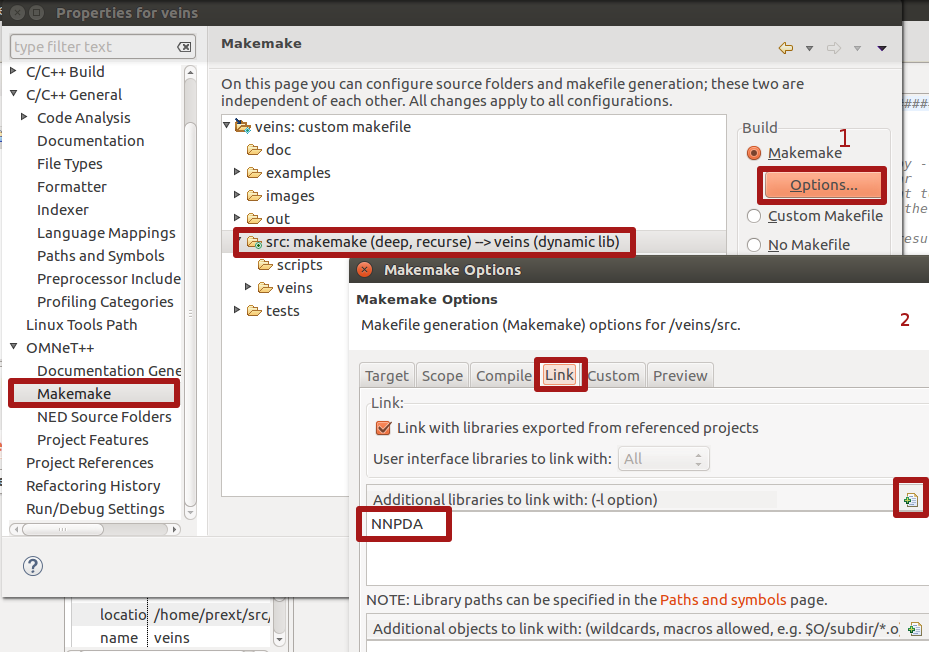 Properties for veins
type filter text
C/C++ Build
C/C++ General
Code Analysis
Documentation
File Types
Formatter
Indexer
Language Mappings
Paths and Symbols
Preprocessor Include
Profiling Categories
Linux Tools Path
OMNeT++
Documentation Gene
Makemake
NED Source Folders
Project Features
Project References
Refactoring History
Run/Debug Settings
Makemake
On this page you can configure source folders and makefile generation; these two are
independent of each other. All changes apply to all configurations.
veins: custom makefile
doc
examples
images
out
src: makemake (deep, recurse) --> veins (dynamic lib)
scripts
veins
tests
Build
1
Makemake
Options...
Custom Makefile
No Makefile
Makemake Options
Makemake Options
Makefile generation (Makemake) options for /veins/src.
2
Target Scope Compile Link Custom Preview
Link:
Link with libraries exported from referenced projects
User interface libraries to link with: All
Additional libraries to link with: (-l option)
NNPDA
NOTE: Library paths can be specified in the Paths and symbols page.
Additional objects to link with: (wildcards, macros allowed, e.g. $O/subdir/*.o
locatio /home/prext/src/
name veins
####
y -
r
t t
the
esu